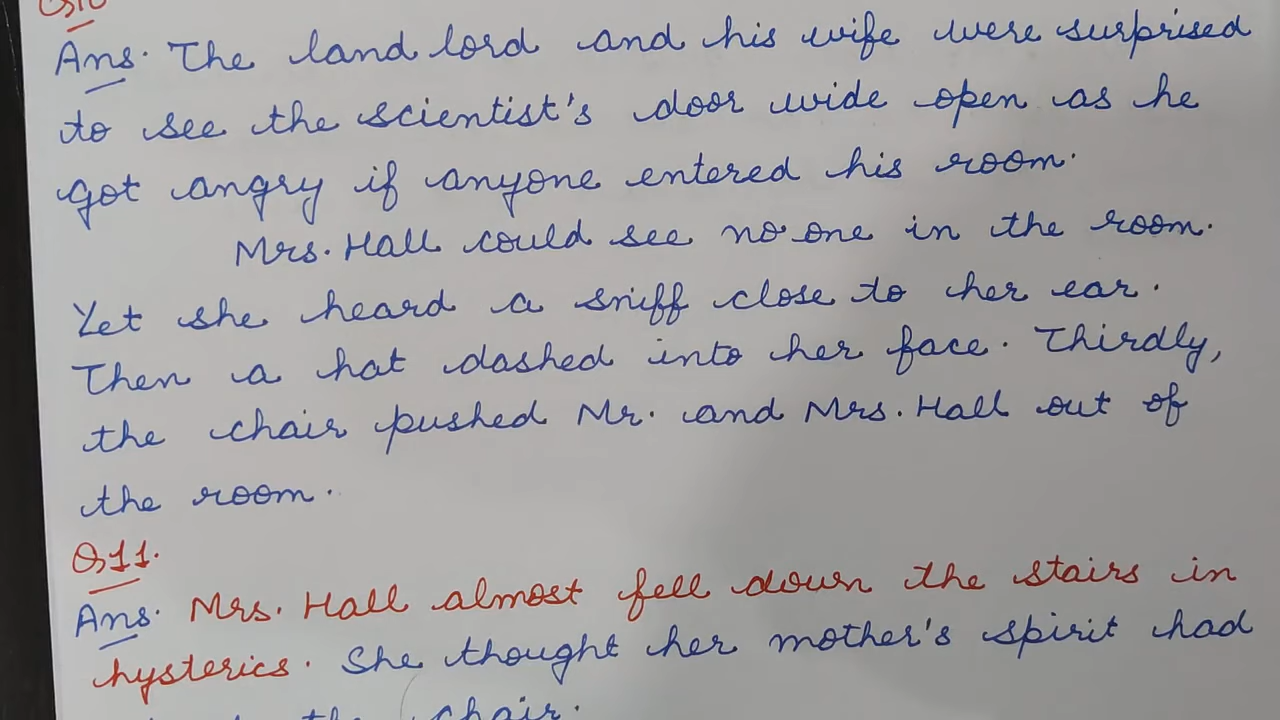 Ans. The land lord and his wife were surprised
to see the scientist's door wide open as he
got angry if anyone entered his room.
Mrs. Hall could see no one in the room.
Yet she heard a sniff close to her ear.
Then a hat dashed into her face. Thirdly,
the chair pushed Mr. and Mrs. Hall out of
the room.
Q11.
Ans. Mrs. Hall almost fell down the stairs in
hysterics. She thought her mother's spirit had
the chair.